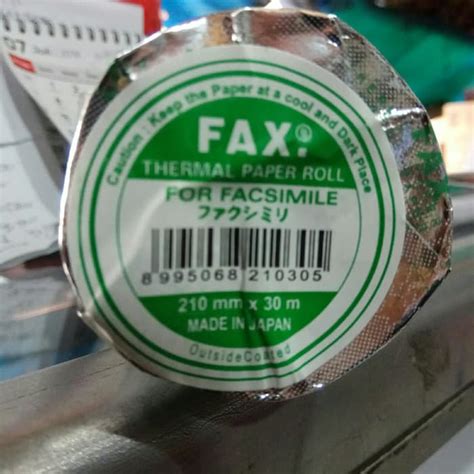 07
Caution : Keep the Paper at a cool and Dark Place
FAX:
R
THERMAL PAPER ROLL
FOR FACSIMILE
ファクシミリ
8 995068 210305
210 mm x 30 m
MADE IN JAPAN
OutsideCoated